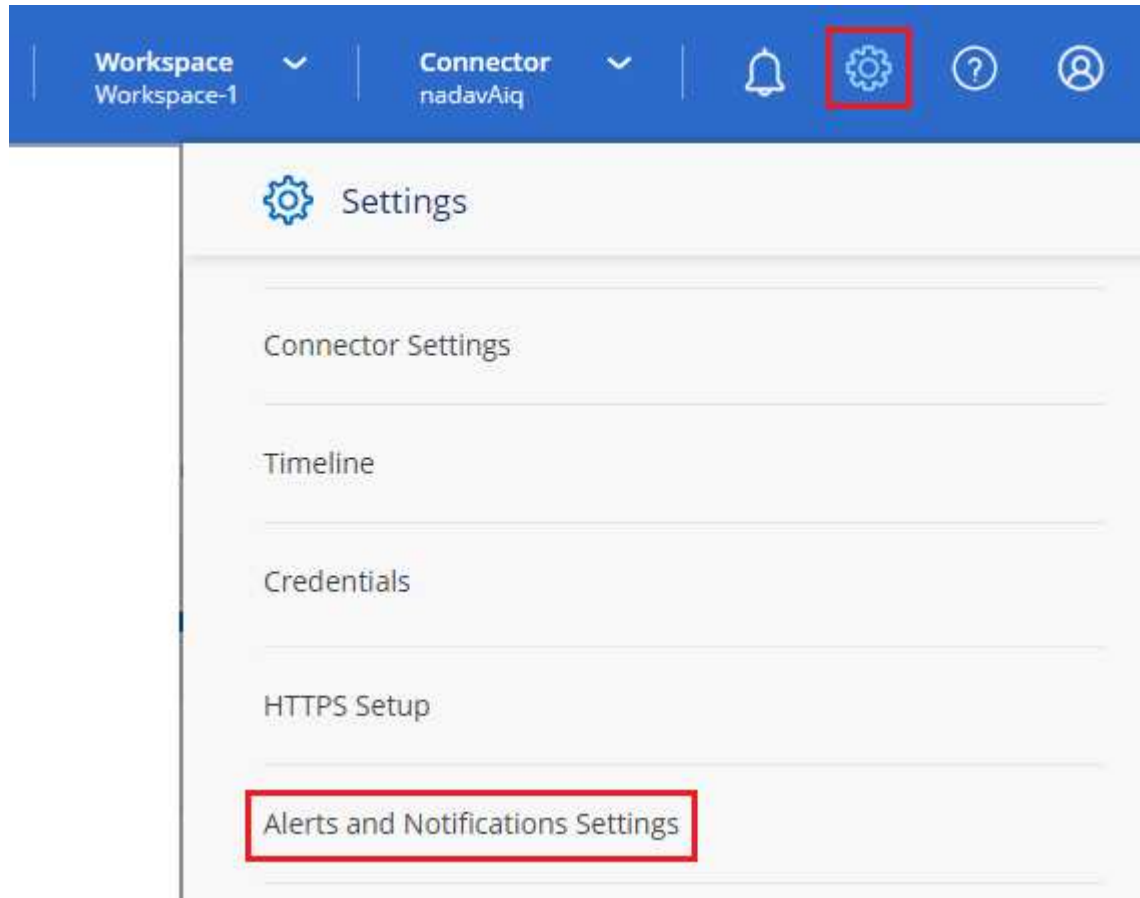 Workspace
Workspace-1
Connector
nadavAiq
Settings
Connector Settings
Timeline
Credentials
HTTPS Setup
Alerts and Notifications Settings